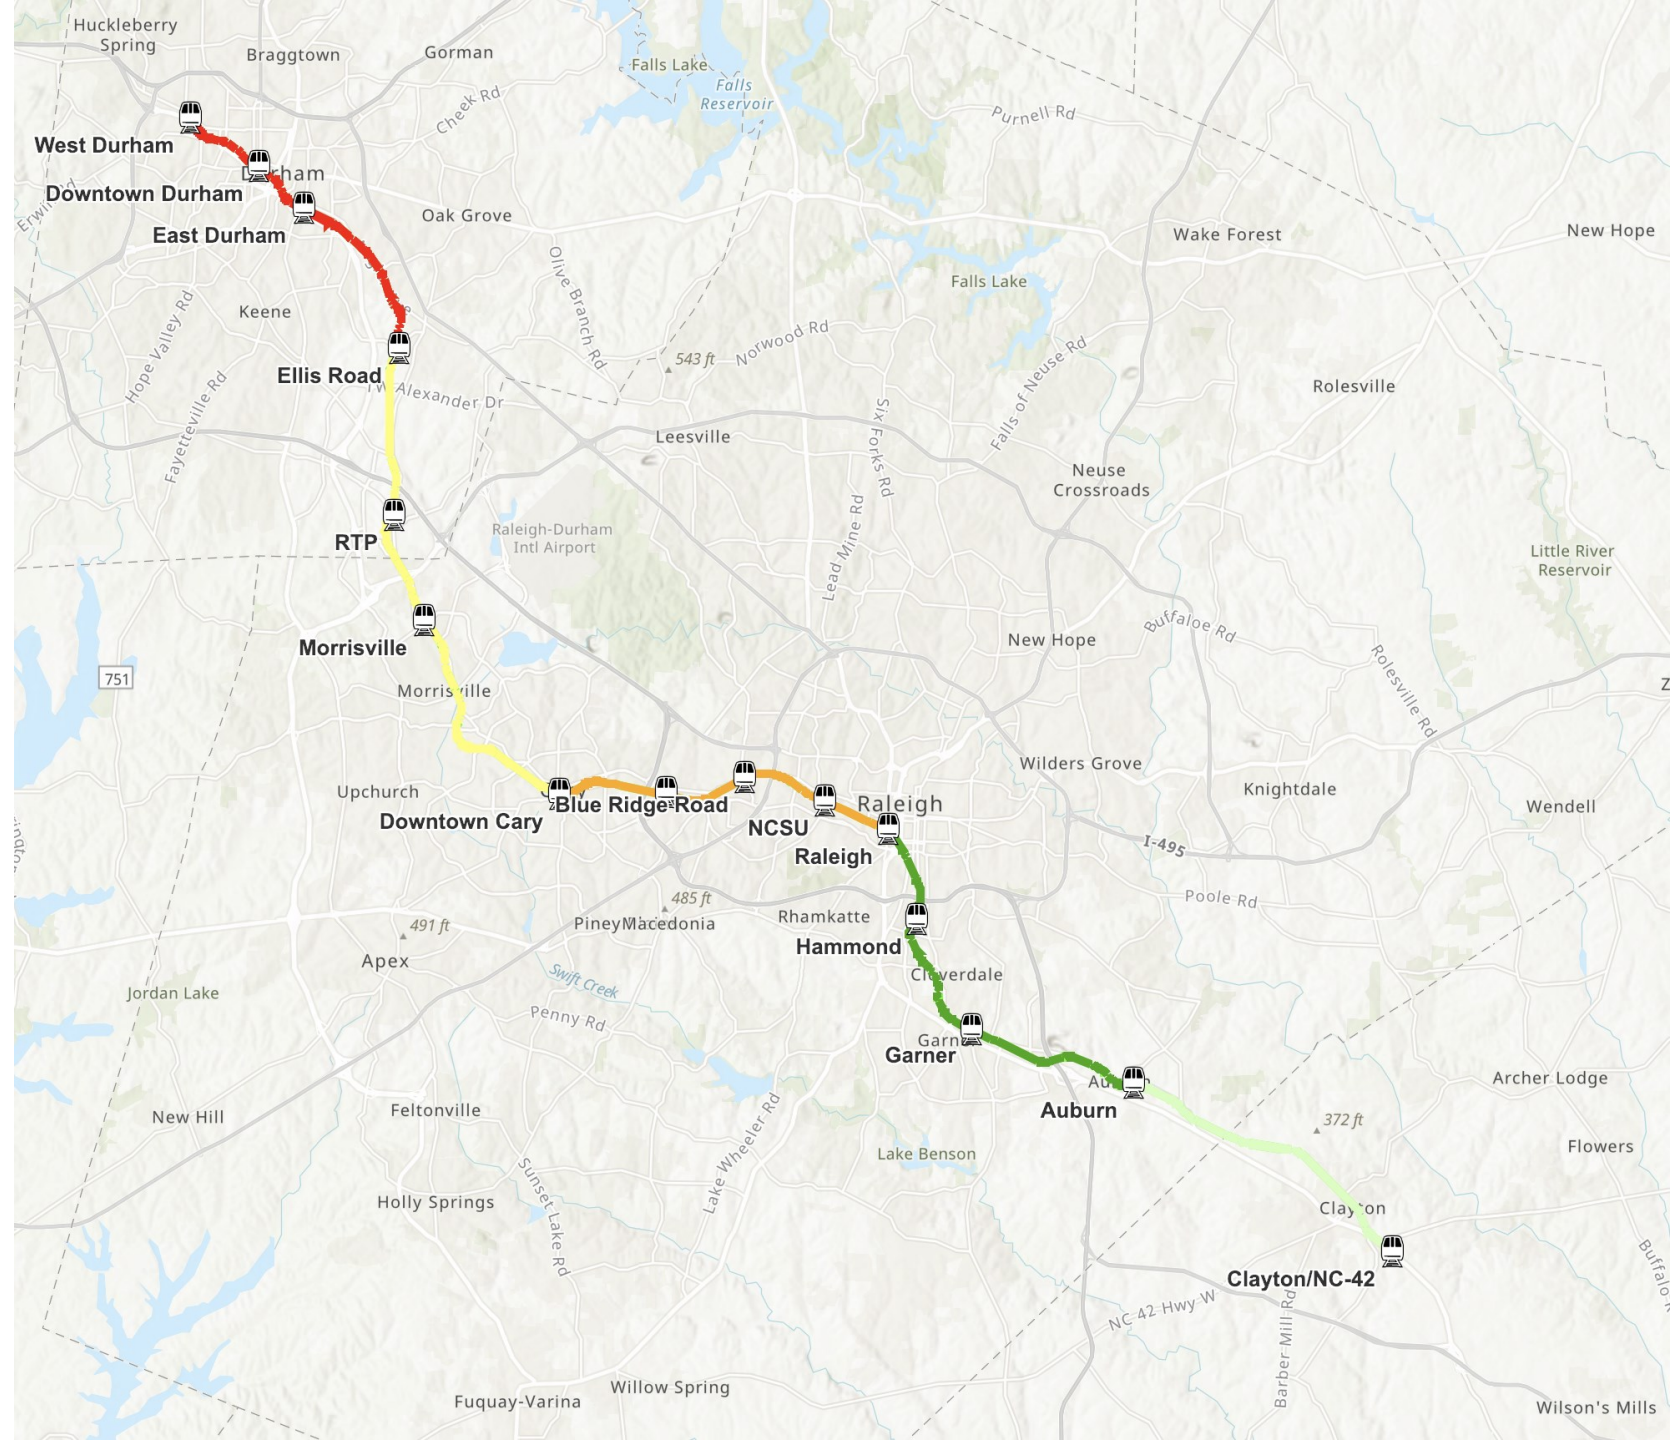 Huckleberry
Spring
Braggtown
Gorman
Cheek Rd
Falls Lake
Falls
Reservoir
Purnell Rd
West Durham
Durham
Downtown Durham
Oak Grove
East Durham
Wake Forest
New Hope
Olive Branch Rd
Falls Lake
Keene
Hope Valley Rd
Norwood Rd
Falls of Neuse Rd
543 ft
Ellis Road
W Alexander Dr
Fayetteville Rd
Rolesville
Leesville
Six Forks Rd
Neuse
Crossroads
Raleigh-Durham
Intl Airport
Lead Mine Rd
RTP
Little River
Reservoir
Morrisville
New Hope
Buffaloe Rd
Rolesville Rd
751
Morrisville
Z
Wilders Grove
Upchurch
Blue Ridge Road
Downtown Cary
Raleigh
NCSU
Raleigh
Knightdale
Wendell
I-495
485 ft
Poole Rd
491 ft
Piney
Macedonia
Rhamkatte
Hammond
Apex
Cloverdale
Swift Creek
Jordan Lake
Penny Rd
Garner
Garner
Auburn
Auburn
Archer Lodge
New Hill
Feltonville
372 ft
Lake Wheeler Rd
Lake Benson
Flowers
Sunset Lake Rd
Holly Springs
Clayton
Clayton/NC-42
NC 42 Hwy W
Barber Mill Rd
Willow Spring
Fuquay-Varina
Wilson's Mills